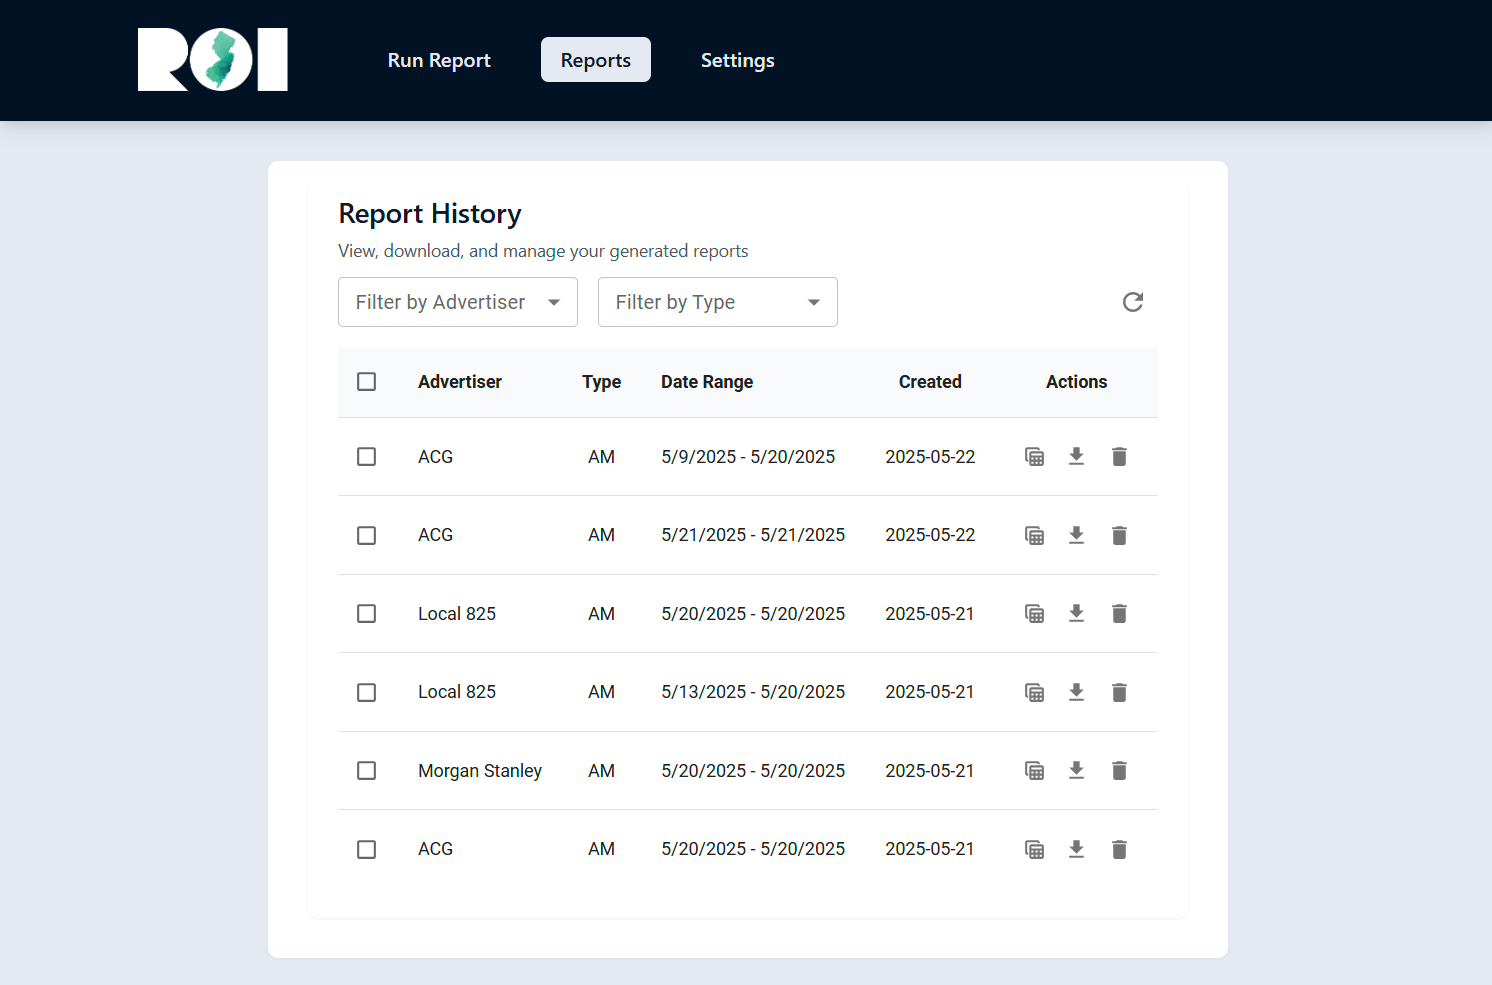 ROI
Run Report
Reports
Settings
Report History
View, download, and manage your generated reports
Filter by Advertiser
Filter by Type
Advertiser Type Date Range Created Actions
ACG AM 5/9/2025 - 5/20/2025 2025-05-22
ACG AM 5/21/2025 - 5/21/2025 2025-05-22
Local 825 AM 5/20/2025 - 5/20/2025 2025-05-21
Local 825 AM 5/13/2025 - 5/20/2025 2025-05-21
Morgan Stanley AM 5/20/2025 - 5/20/2025 2025-05-21
ACG AM 5/20/2025 - 5/20/2025 2025-05-21